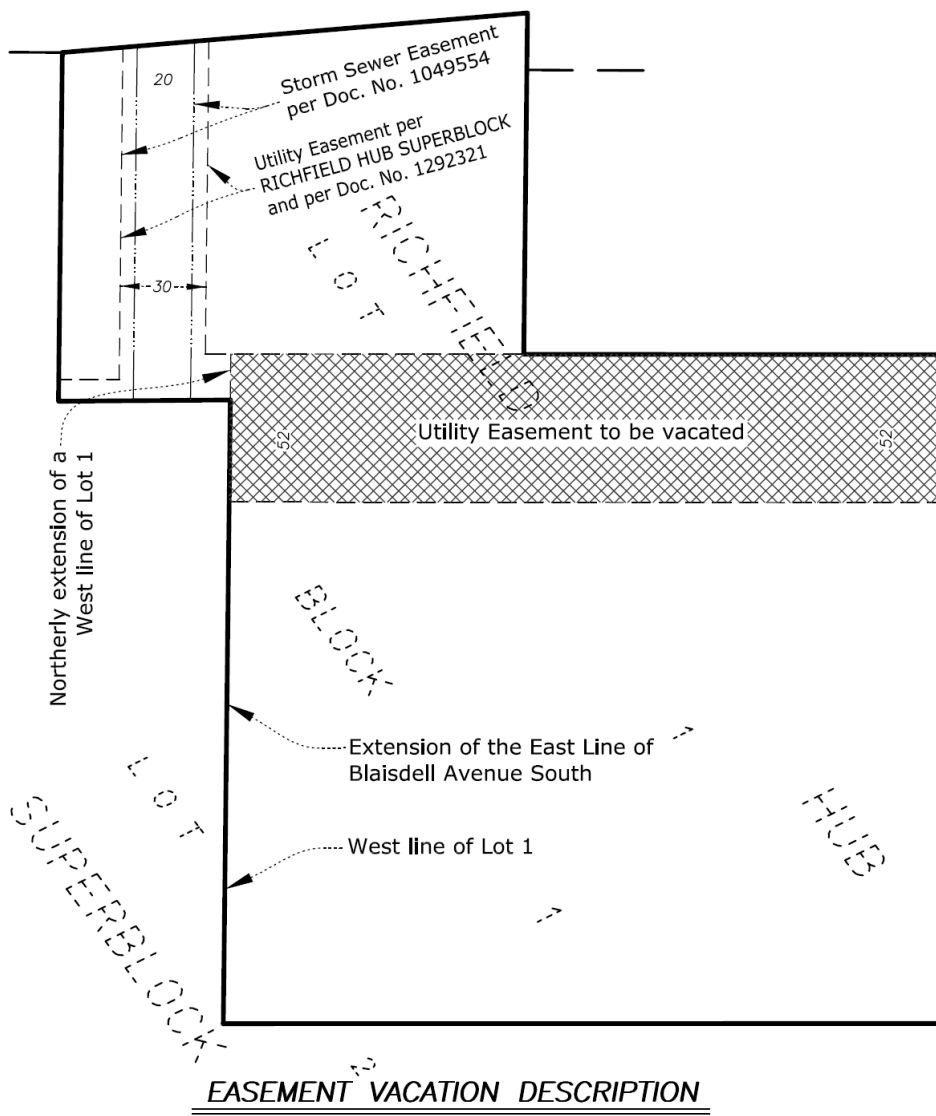 20
Storm Sewer Easement
per Doc. No. 1049554
Utility Easement per
RICHFIELD HUB SUPERBLOCK
and per Doc. No. 1292321
30
LOT
RICHFIELD
52
Utility Easement to be vacated
52
Northerly extension of a
West line of Lot 1
BLOCK
1
Extension of the East Line of
Blaisdell Avenue South
LOT
HUB
West line of Lot 1
1
SUPERBLOCK
2
EASEMENT VACATION DESCRIPTION